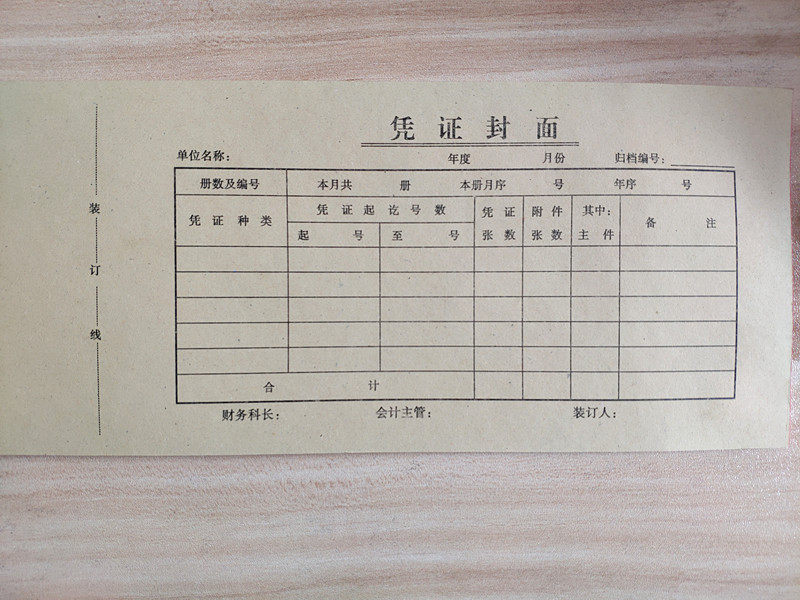 凭证封面
单位名称： 年度 月份 归档编号：
册数及编号 本月共 册 本册月序 号 年序 号
凭证种类 凭证起讫号数 凭证张数 附件张数 其中：主件 备注
起 号 至 号
合计
财务科长： 会计主管： 装订人：
装订线